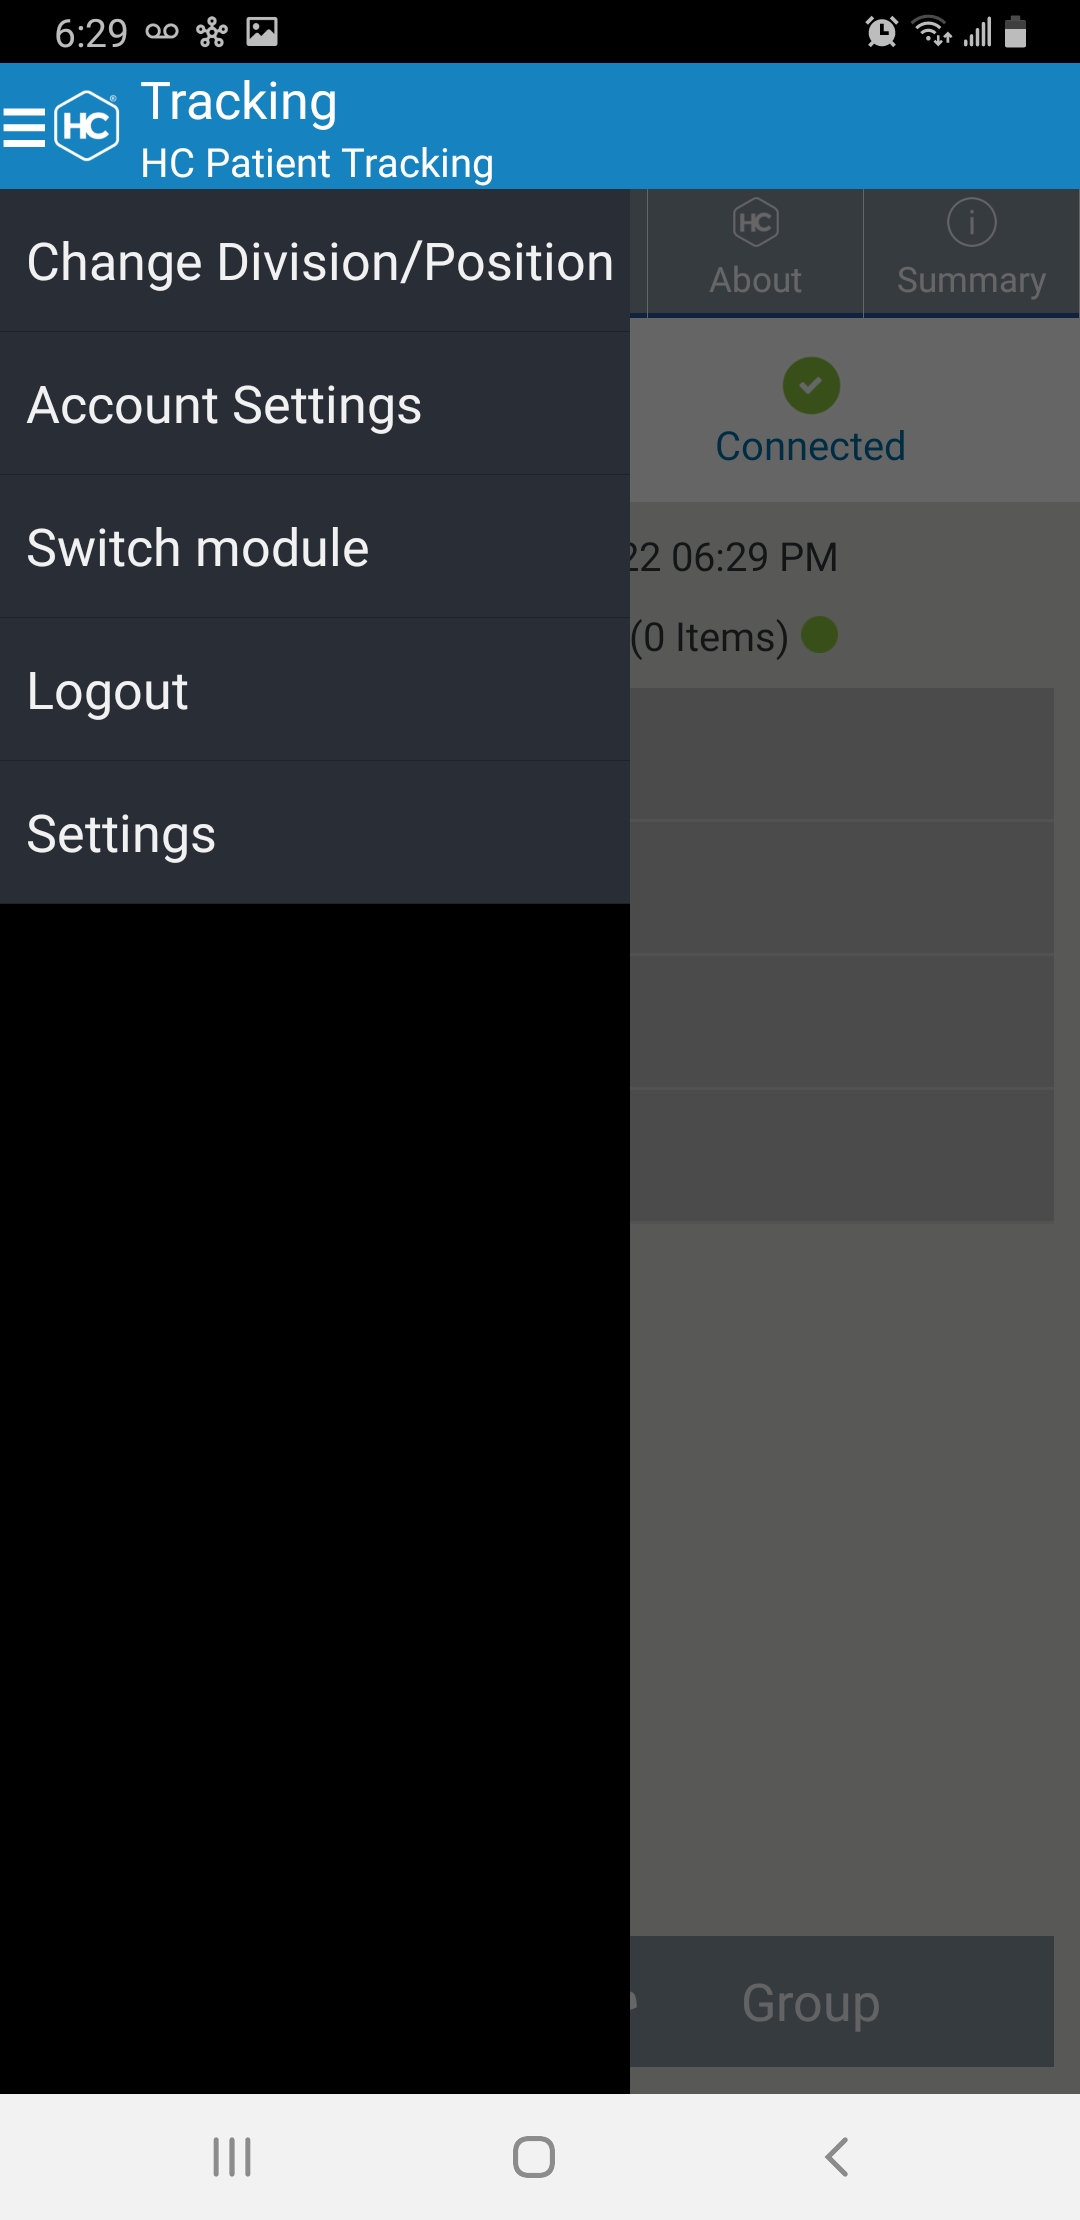 6:29
HC
Tracking
HC Patient Tracking
Change Division/Position
Account Settings
Switch module
Logout
Settings
HC
About
Summary
Connected
22 06:29 PM
(0 Items)
Group